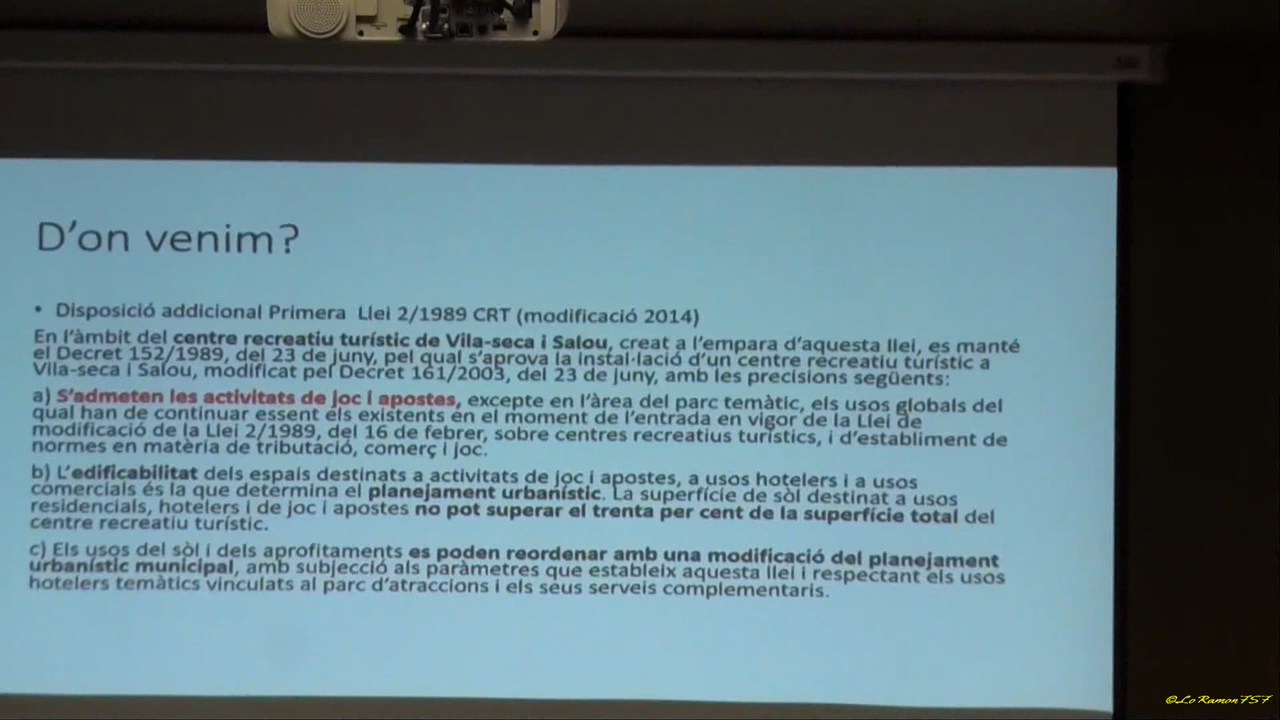 D'on venim?
• Disposició addicional Primera Llei 2/1989 CRT (modificació 2014)
En l'àmbit del centre recreatiu turístic de Vila-seca i Salou, creat a l'empara d'aquesta llei, es manté
el Decret 152/1989, del 23 de juny, pel qual s'aprova la instal·lació d'un centre recreatiu turístic a
Vila-seca i Salou, modificat pel Decret 161/2003, del 23 de juny, amb les precisions següents:
a) S'admeten les activitats de joc i apostes, excepte en l'àrea del parc temàtic, els usos globals del
qual han de continuar essent els existents en el moment de l'entrada en vigor de la Llei de
modificació de la Llei 2/1989, del 16 de febrer, sobre centres recreatius turístics, i d'establiment de
normes en matèria de tributació, comerç i joc.
b) L'edificabilitat dels espais destinats a activitats de joc i apostes, a usos hotelers i a usos
comercials és la que determina el planejament urbanístic. La superfície de sòl destinat a usos
residencials, hotelers i de joc i apostes no pot superar el trenta per cent de la superfície total del
centre recreatiu turístic.
c) Els usos del sòl i dels aprofitaments es poden reordenar amb una modificació del planejament
urbanístic municipal, amb subjecció als paràmetres que estableix aquesta llei i respectant els usos
hotelers temàtics vinculats al parc d'atraccions i els seus serveis complementaris.
©LoRamon757